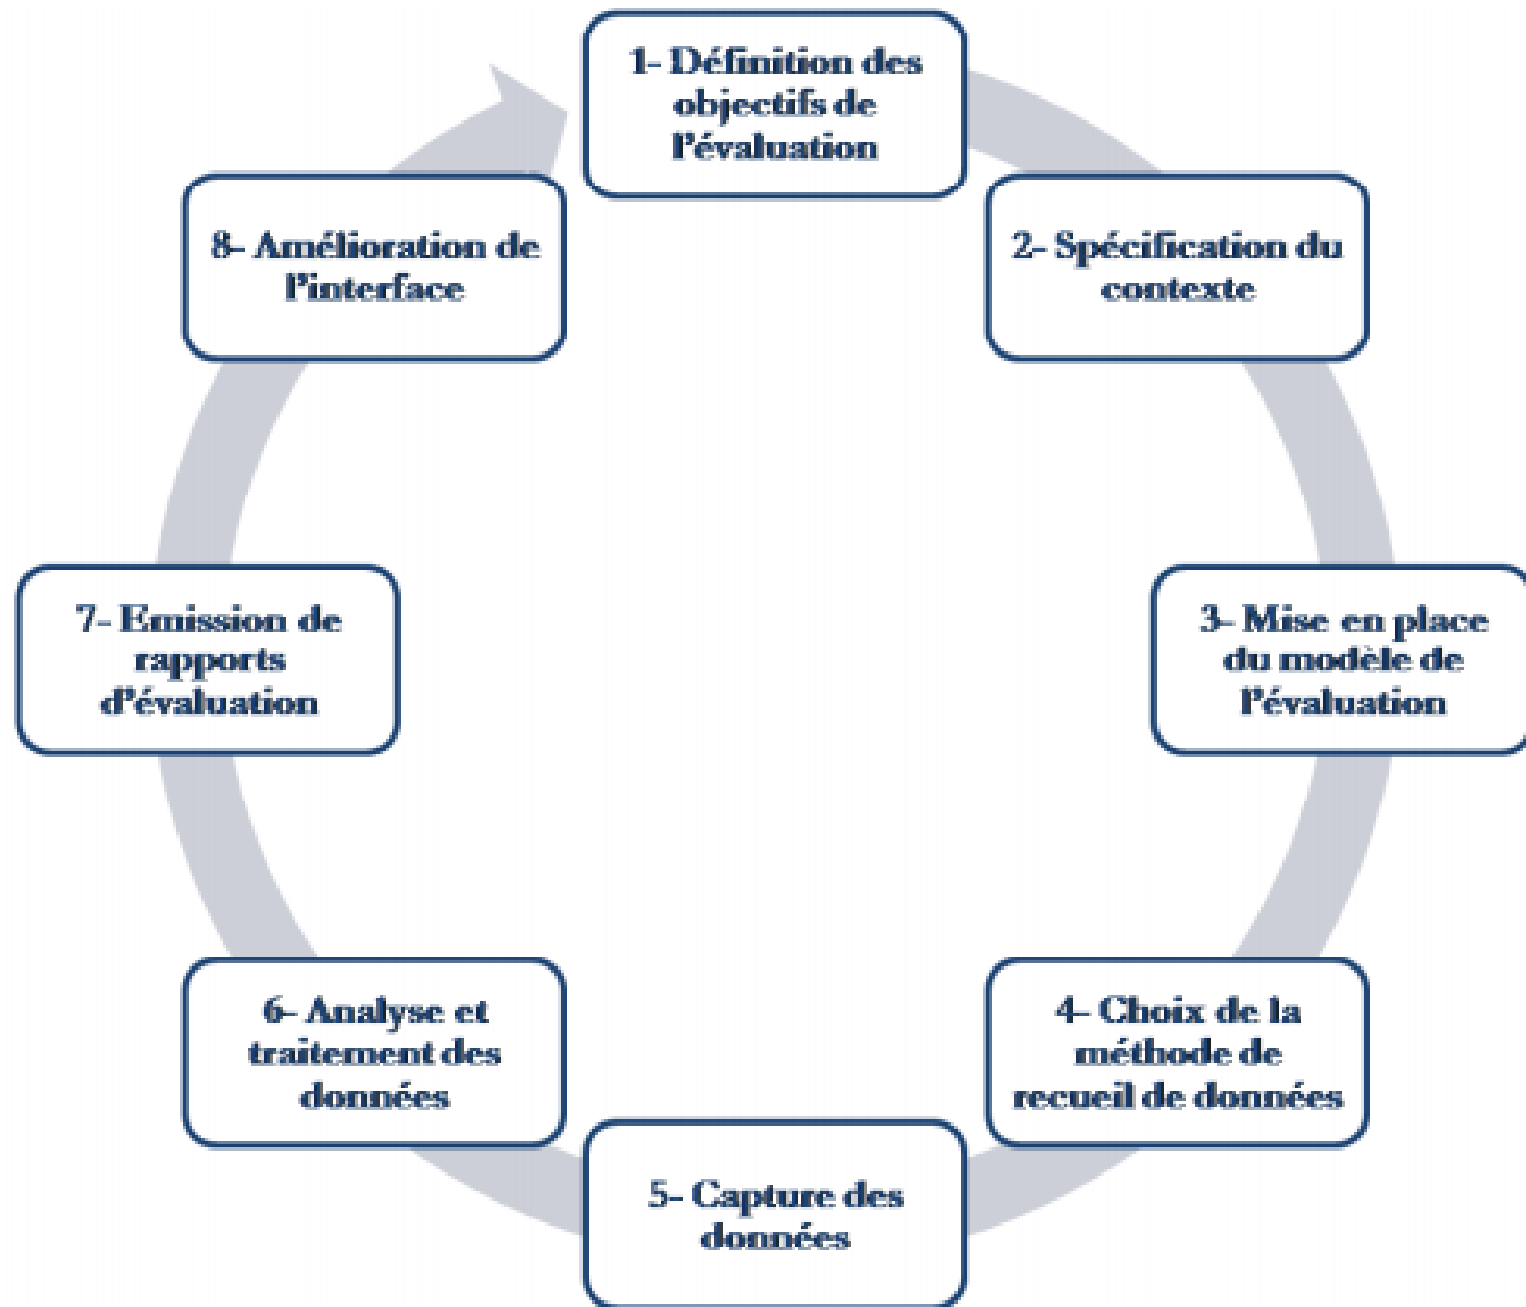 1- Définition des
objectifs de
l'évaluation
2- Spécification du
contexte
3- Mise en place
du modèle de
l'évaluation
4- Choix de la
méthode de
recueil de données
5- Capture des
données
6- Analyse et
traitement des
données
7- Emission de
rapports
d'évaluation
8- Amélioration de
l'interface